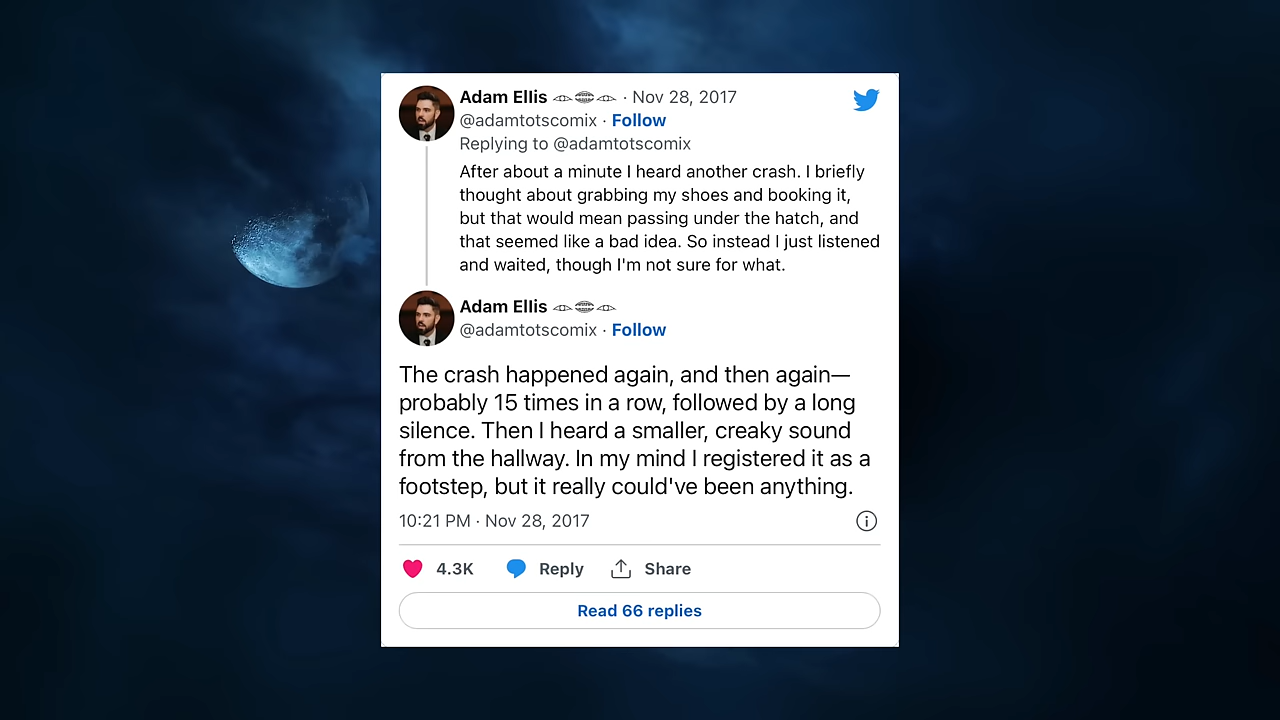 Adam Ellis · Nov 28, 2017
@adamtotscomix · Follow
Replying to @adamtotscomix
After about a minute I heard another crash. I briefly
thought about grabbing my shoes and booking it,
but that would mean passing under the hatch, and
that seemed like a bad idea. So instead I just listened
and waited, though I'm not sure for what.
Adam Ellis
@adamtotscomix · Follow
The crash happened again, and then again—
probably 15 times in a row, followed by a long
silence. Then I heard a smaller, creaky sound
from the hallway. In my mind I registered it as a
footstep, but it really could've been anything.
10:21 PM · Nov 28, 2017
4.3K Reply Share
Read 66 replies